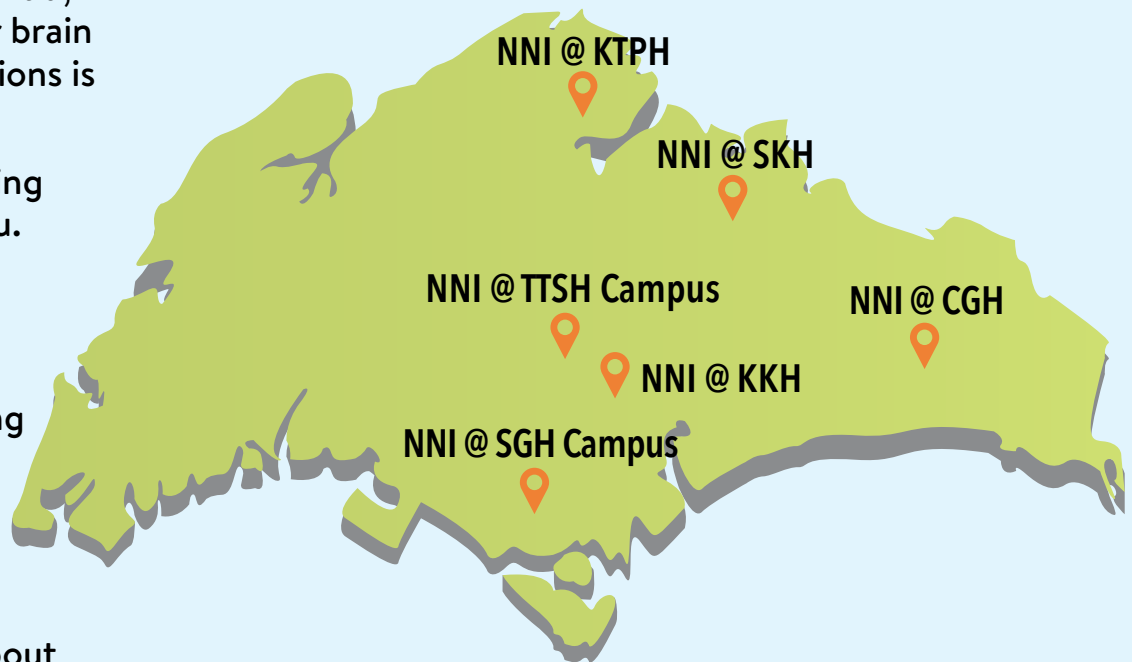 r brain
ions is
ing
u.
g
out
NNI @ KTPH
NNI @ SKH
NNI @ TTSH Campus
NNI @ CGH
NNI @ KKH
NNI @ SGH Campus